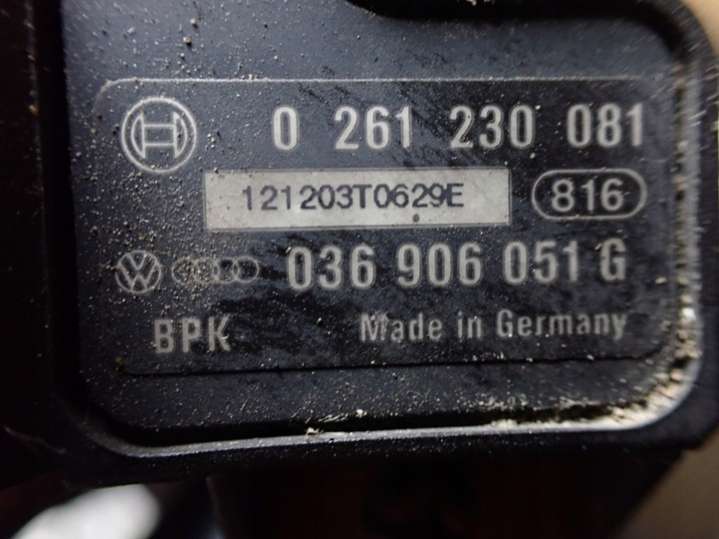 0 261 230 081
121203T0629E 816
036 906 051 G
BPK Made in Germany